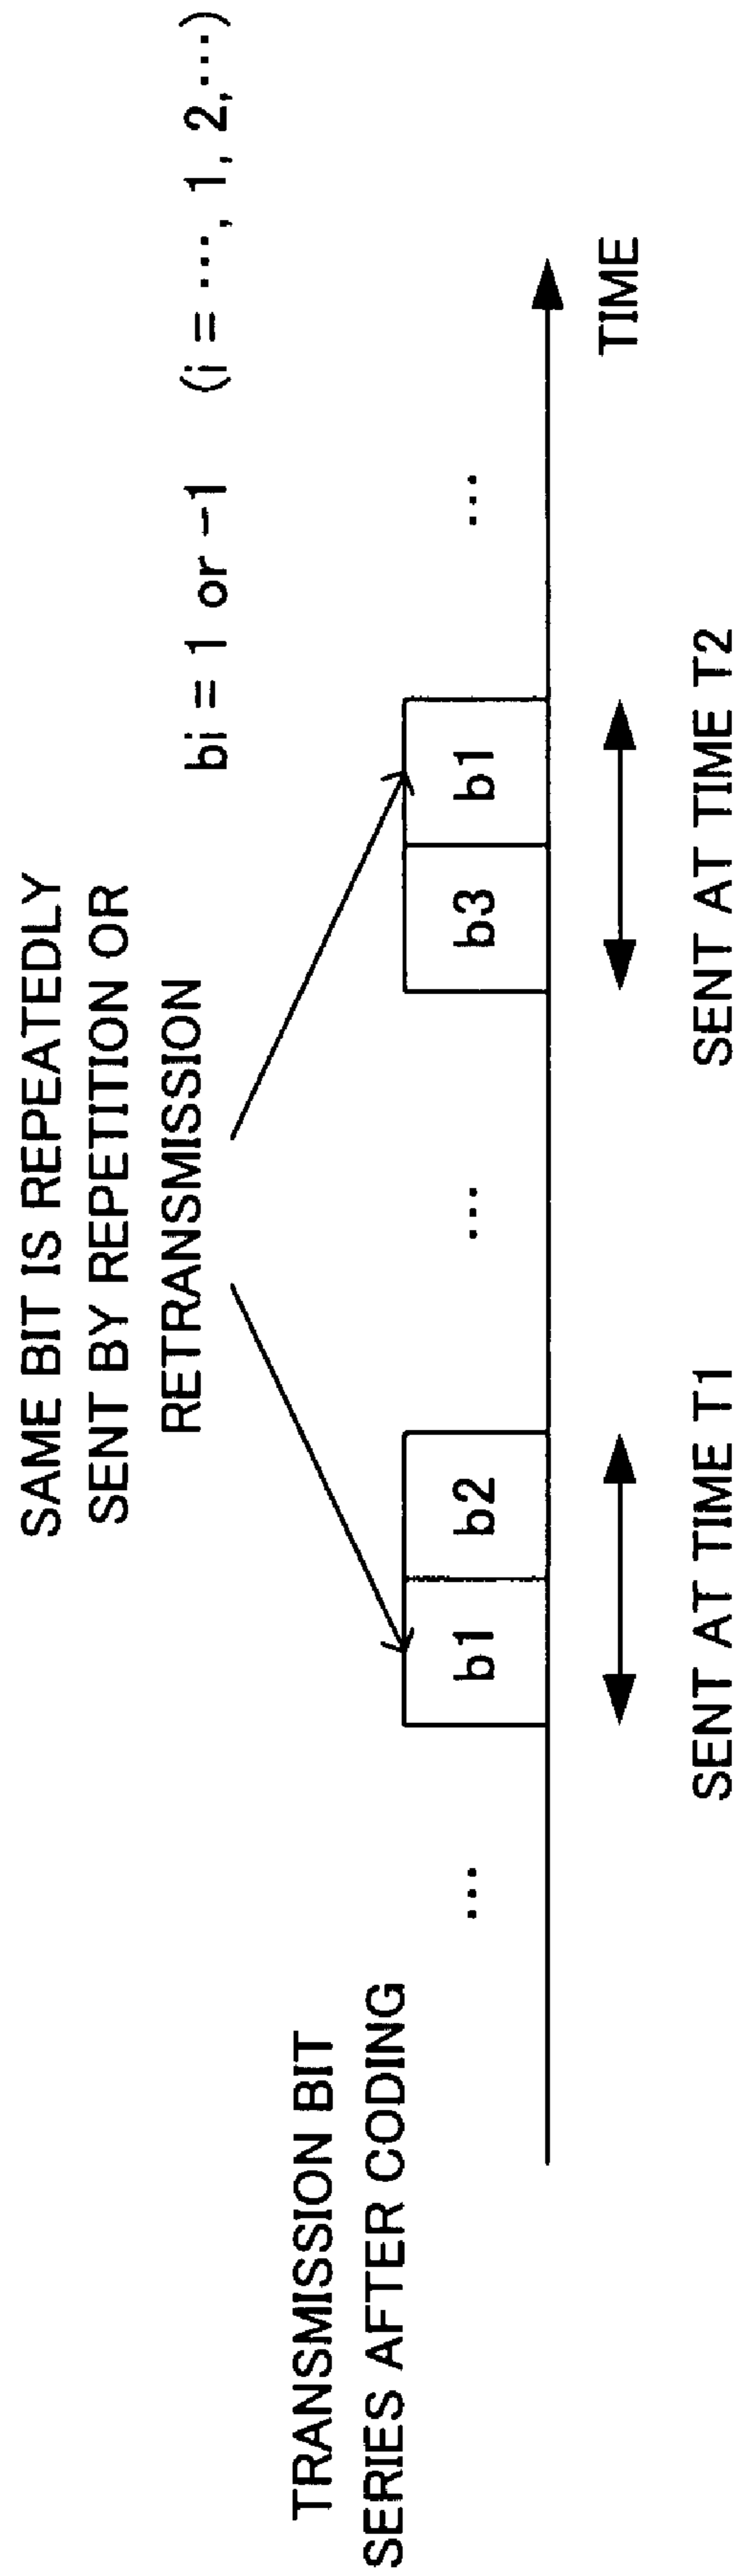 SAME BIT IS REPEATEDLY
SENT BY REPETITION OR
RETRANSMISSION
bi = 1 or -1 (i = ⋯, 1, 2, ⋯)
TRANSMISSION BIT
SERIES AFTER CODING
⋯
b1
b2
⋯
b3
b1
⋯
TIME
SENT AT TIME T1
SENT AT TIME T2